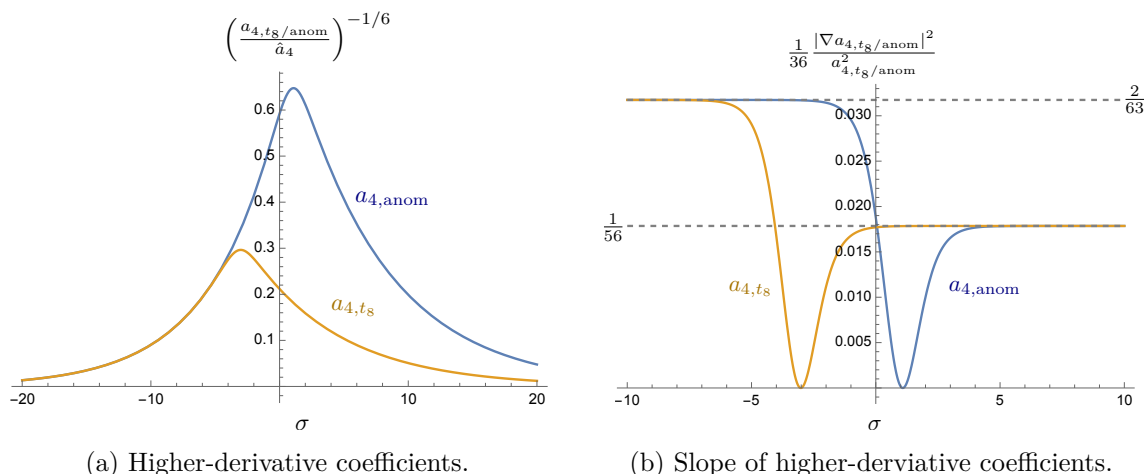 (a_{4,t_8/anom} / â_4)^{-1/6}
0.6
0.5
0.4
0.3
0.2
0.1
−20
−10
10
20
σ
a_{4,anom}
a_{4,t_8}
(a) Higher-derivative coefficients.
1/36 |∇a_{4,t_8/anom}|^2 / a^2_{4,t_8/anom}
2/63
1/56
0.030
0.025
0.020
0.015
0.010
0.005
−10
−5
5
10
σ
a_{4,t_8}
a_{4,anom}
(b) Slope of higher-derviative coefficients.